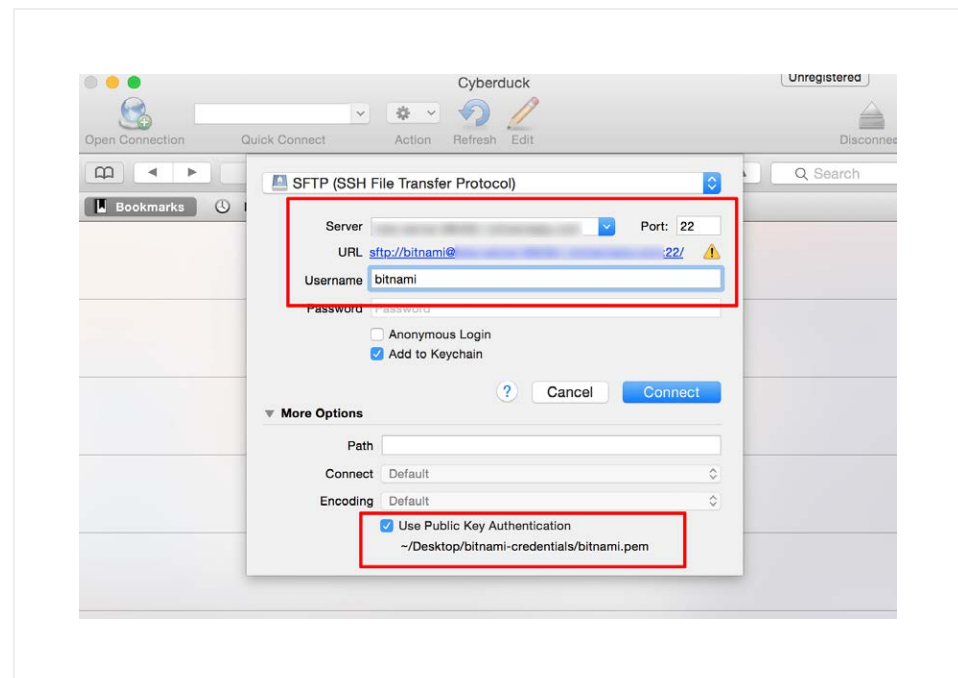 Cyberduck
Unregistered
Open Connection
Quick Connect
Action
Refresh
Edit
Search
Bookmarks
SFTP (SSH File Transfer Protocol)
Server
Port: 22
URL sftp://bitnami@ :22/
Username bitnami
Password Password
Anonymous Login
Add to Keychain
? Cancel Connect
More Options
Path
Connect Default
Encoding Default
Use Public Key Authentication
~/Desktop/bitnami-credentials/bitnami.pem